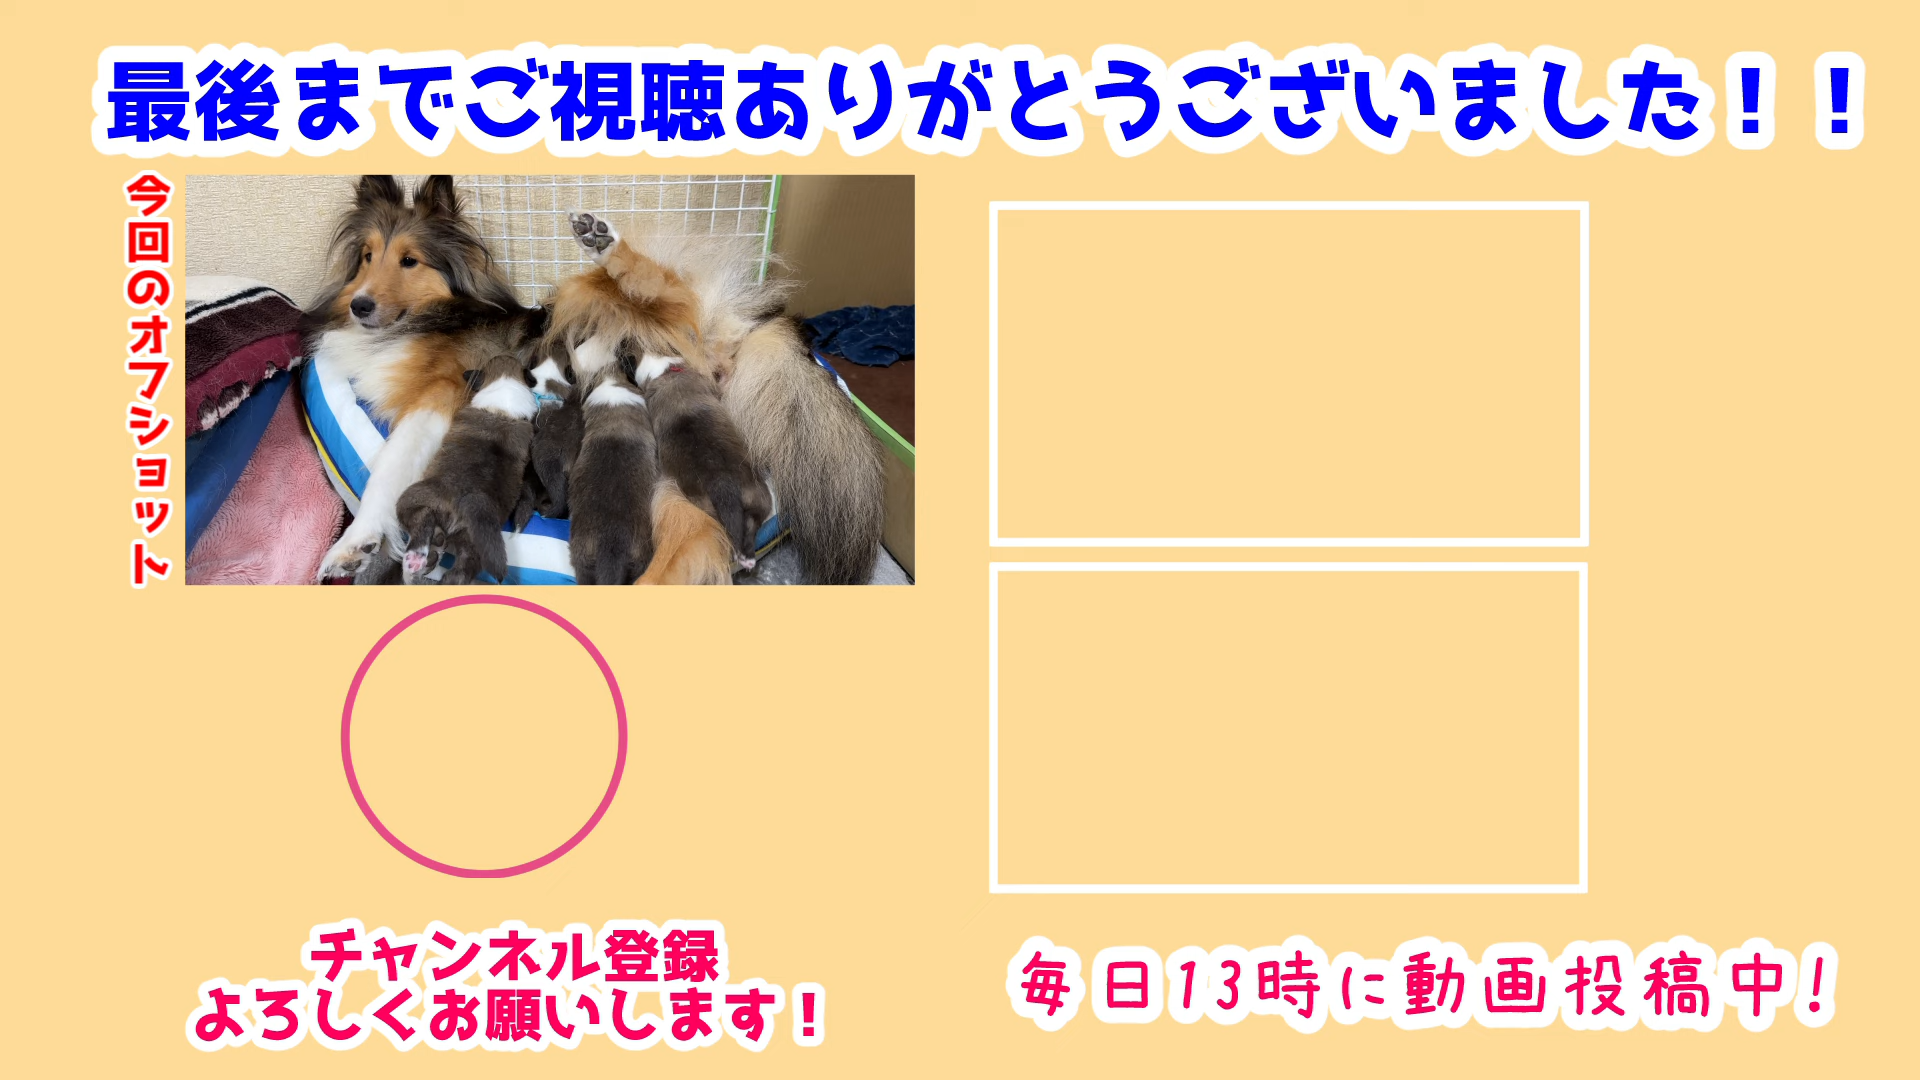 最後までご視聴ありがとうございました！！
今回のオフショット
チャンネル登録
よろしくお願いします！
毎日13時に動画投稿中！